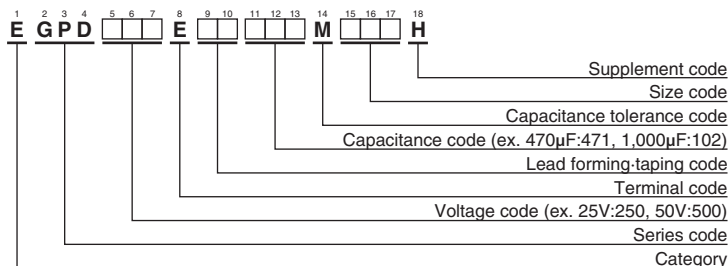 1 2 3 4 5 6 7 8 9 10 11 12 13 14 15 16 17 18
E GPD E M H
Supplement code
Size code
Capacitance tolerance code
Capacitance code (ex. 470μF:471, 1,000μF:102)
Lead forming·taping code
Terminal code
Voltage code (ex. 25V:250, 50V:500)
Series code
Category